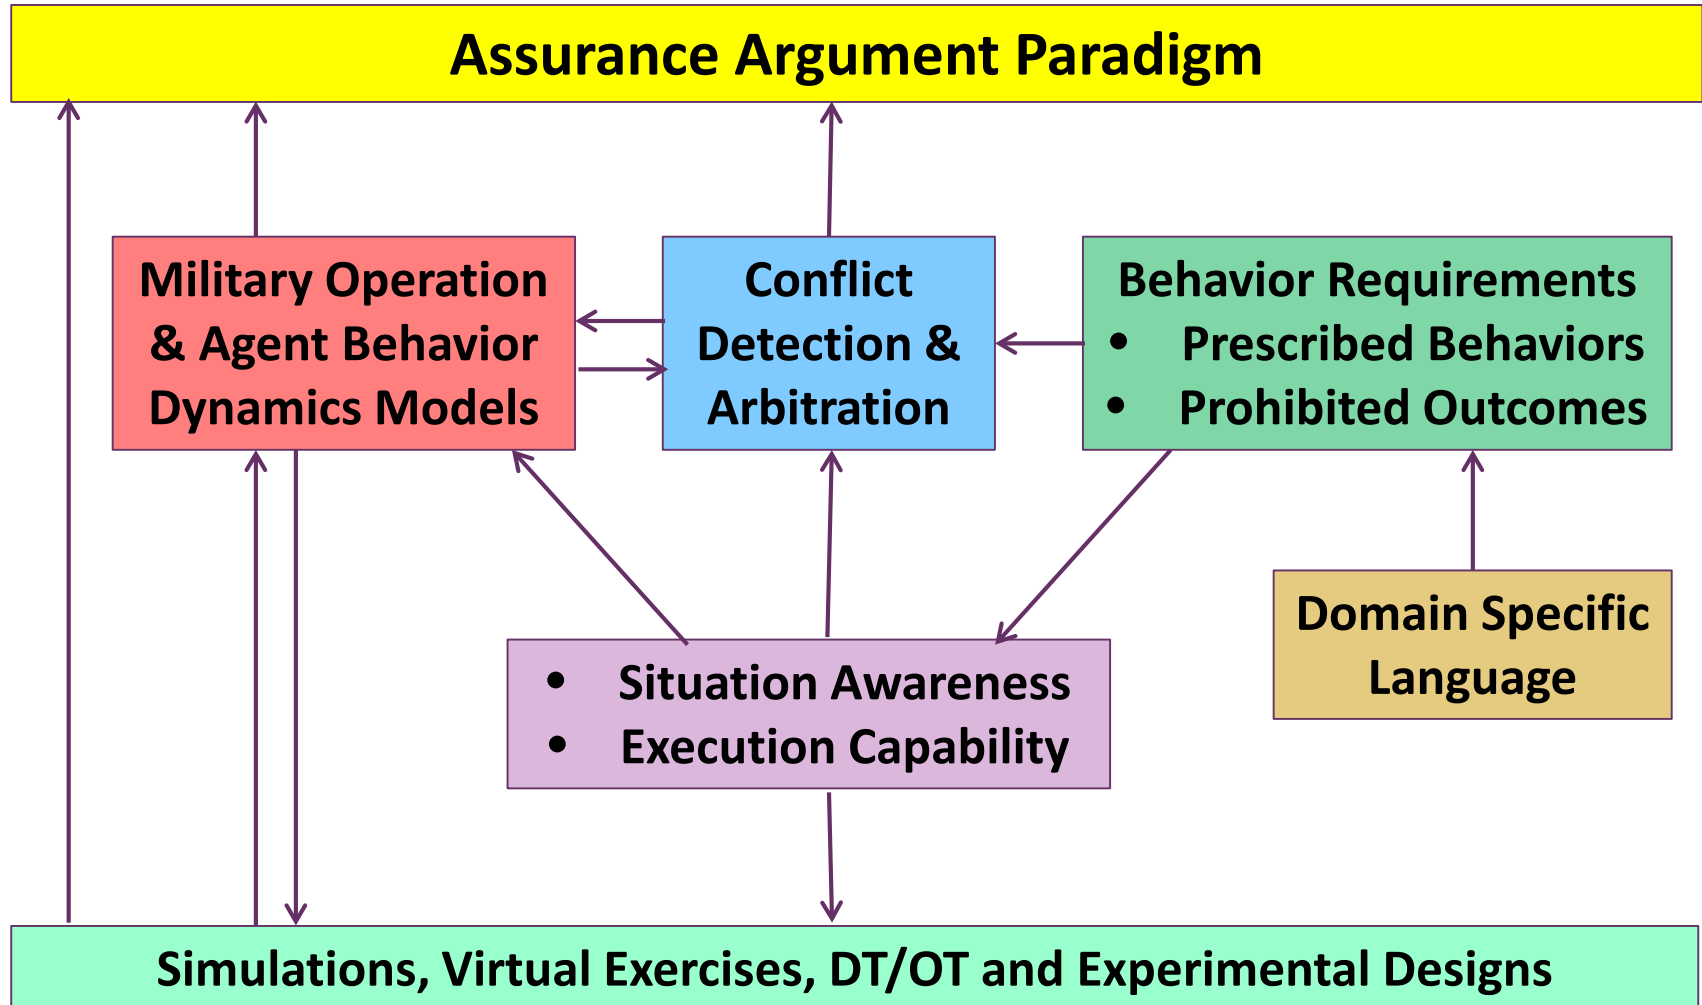 Assurance Argument Paradigm
Military Operation
& Agent Behavior
Dynamics Models
Conflict
Detection &
Arbitration
Behavior Requirements
• Prescribed Behaviors
• Prohibited Outcomes
Domain Specific
Language
• Situation Awareness
• Execution Capability
Simulations, Virtual Exercises, DT/OT and Experimental Designs